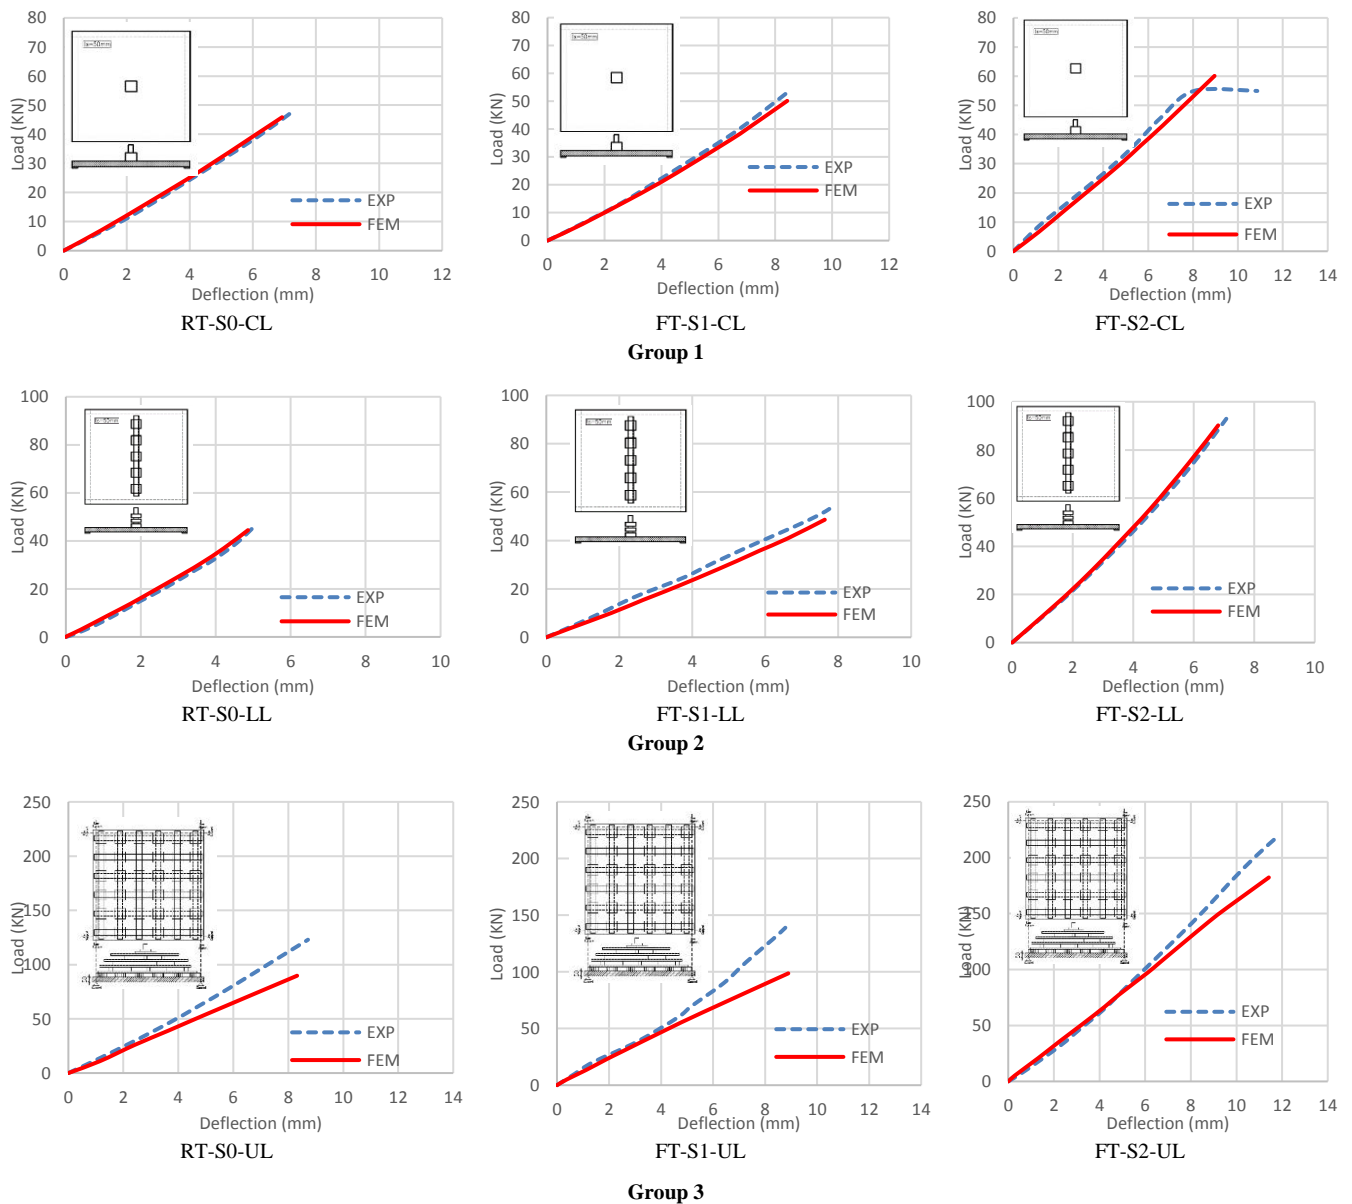 80
70
60
50
40
30
20
10
0
Load (KN)
EXP
FEM
0 2 4 6 8 10 12
Deflection (mm)
RT-S0-CL
80
70
60
50
40
30
20
10
0
Load (KN)
EXP
FEM
0 2 4 6 8 10 12
Deflection (mm)
FT-S1-CL
80
70
60
50
40
30
20
10
0
Load (KN)
EXP
FEM
0 2 4 6 8 10 12 14
Deflection (mm)
FT-S2-CL
Group 1
100
80
60
40
20
0
Load (KN)
EXP
FEM
0 2 4 6 8 10
Deflection (mm)
RT-S0-LL
100
80
60
40
20
0
Load (KN)
EXP
FEM
0 2 4 6 8 10
Deflection (mm)
FT-S1-LL
100
80
60
40
20
0
Load (KN)
EXP
FEM
0 2 4 6 8 10
Deflection (mm)
FT-S2-LL
Group 2
250
200
150
100
50
0
Load (KN)
EXP
FEM
0 2 4 6 8 10 12 14
Deflection (mm)
RT-S0-UL
250
200
150
100
50
0
Load (KN)
EXP
FEM
0 2 4 6 8 10 12 14
Deflection (mm)
FT-S1-UL
250
200
150
100
50
0
Load (KN)
EXP
FEM
0 2 4 6 8 10 12 14
Deflection (mm)
FT-S2-UL
Group 3